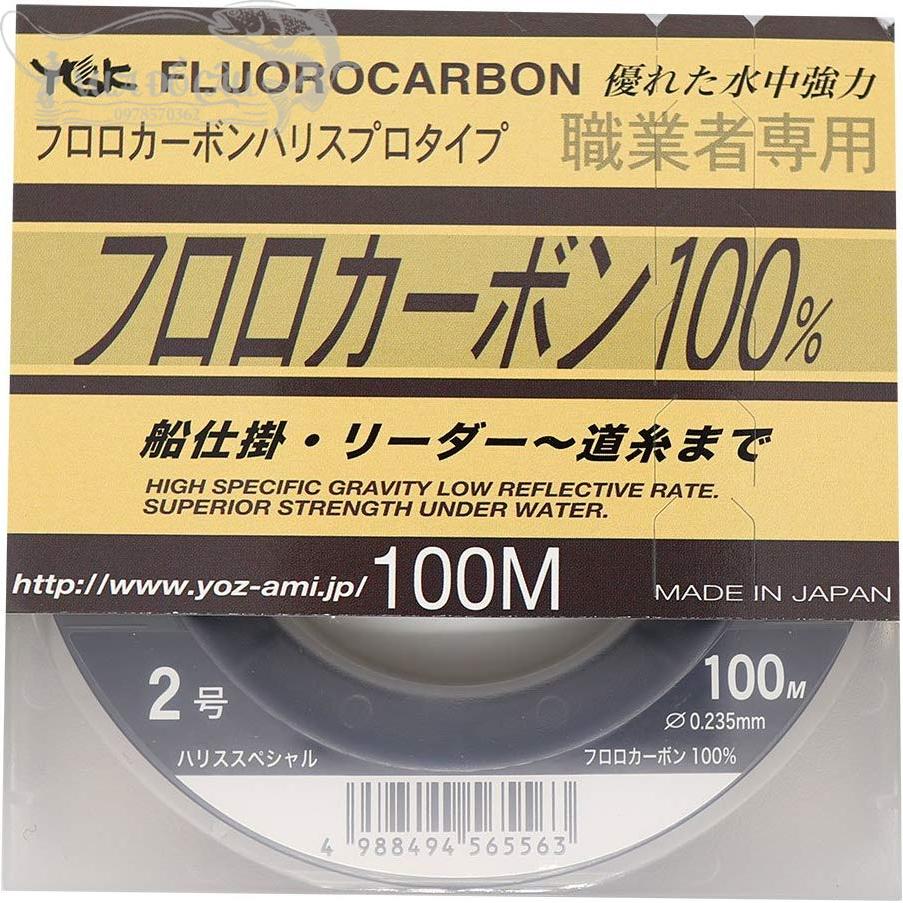 YGK FLUOROCARBON 優れた水中強力
0978570362
フロロカーボンハリスプロタイプ 職業者専用
フロロカーボン100%
船仕掛・リーダー〜道糸まで
HIGH SPECIFIC GRAVITY LOW REFLECTIVE RATE.
SUPERIOR STRENGTH UNDER WATER.
http://www.yoz-ami.jp/ 100M MADE IN JAPAN
2号 100M
Ø 0.235mm
ハリススペシャル フロロカーボン 100%
4 988494 565563